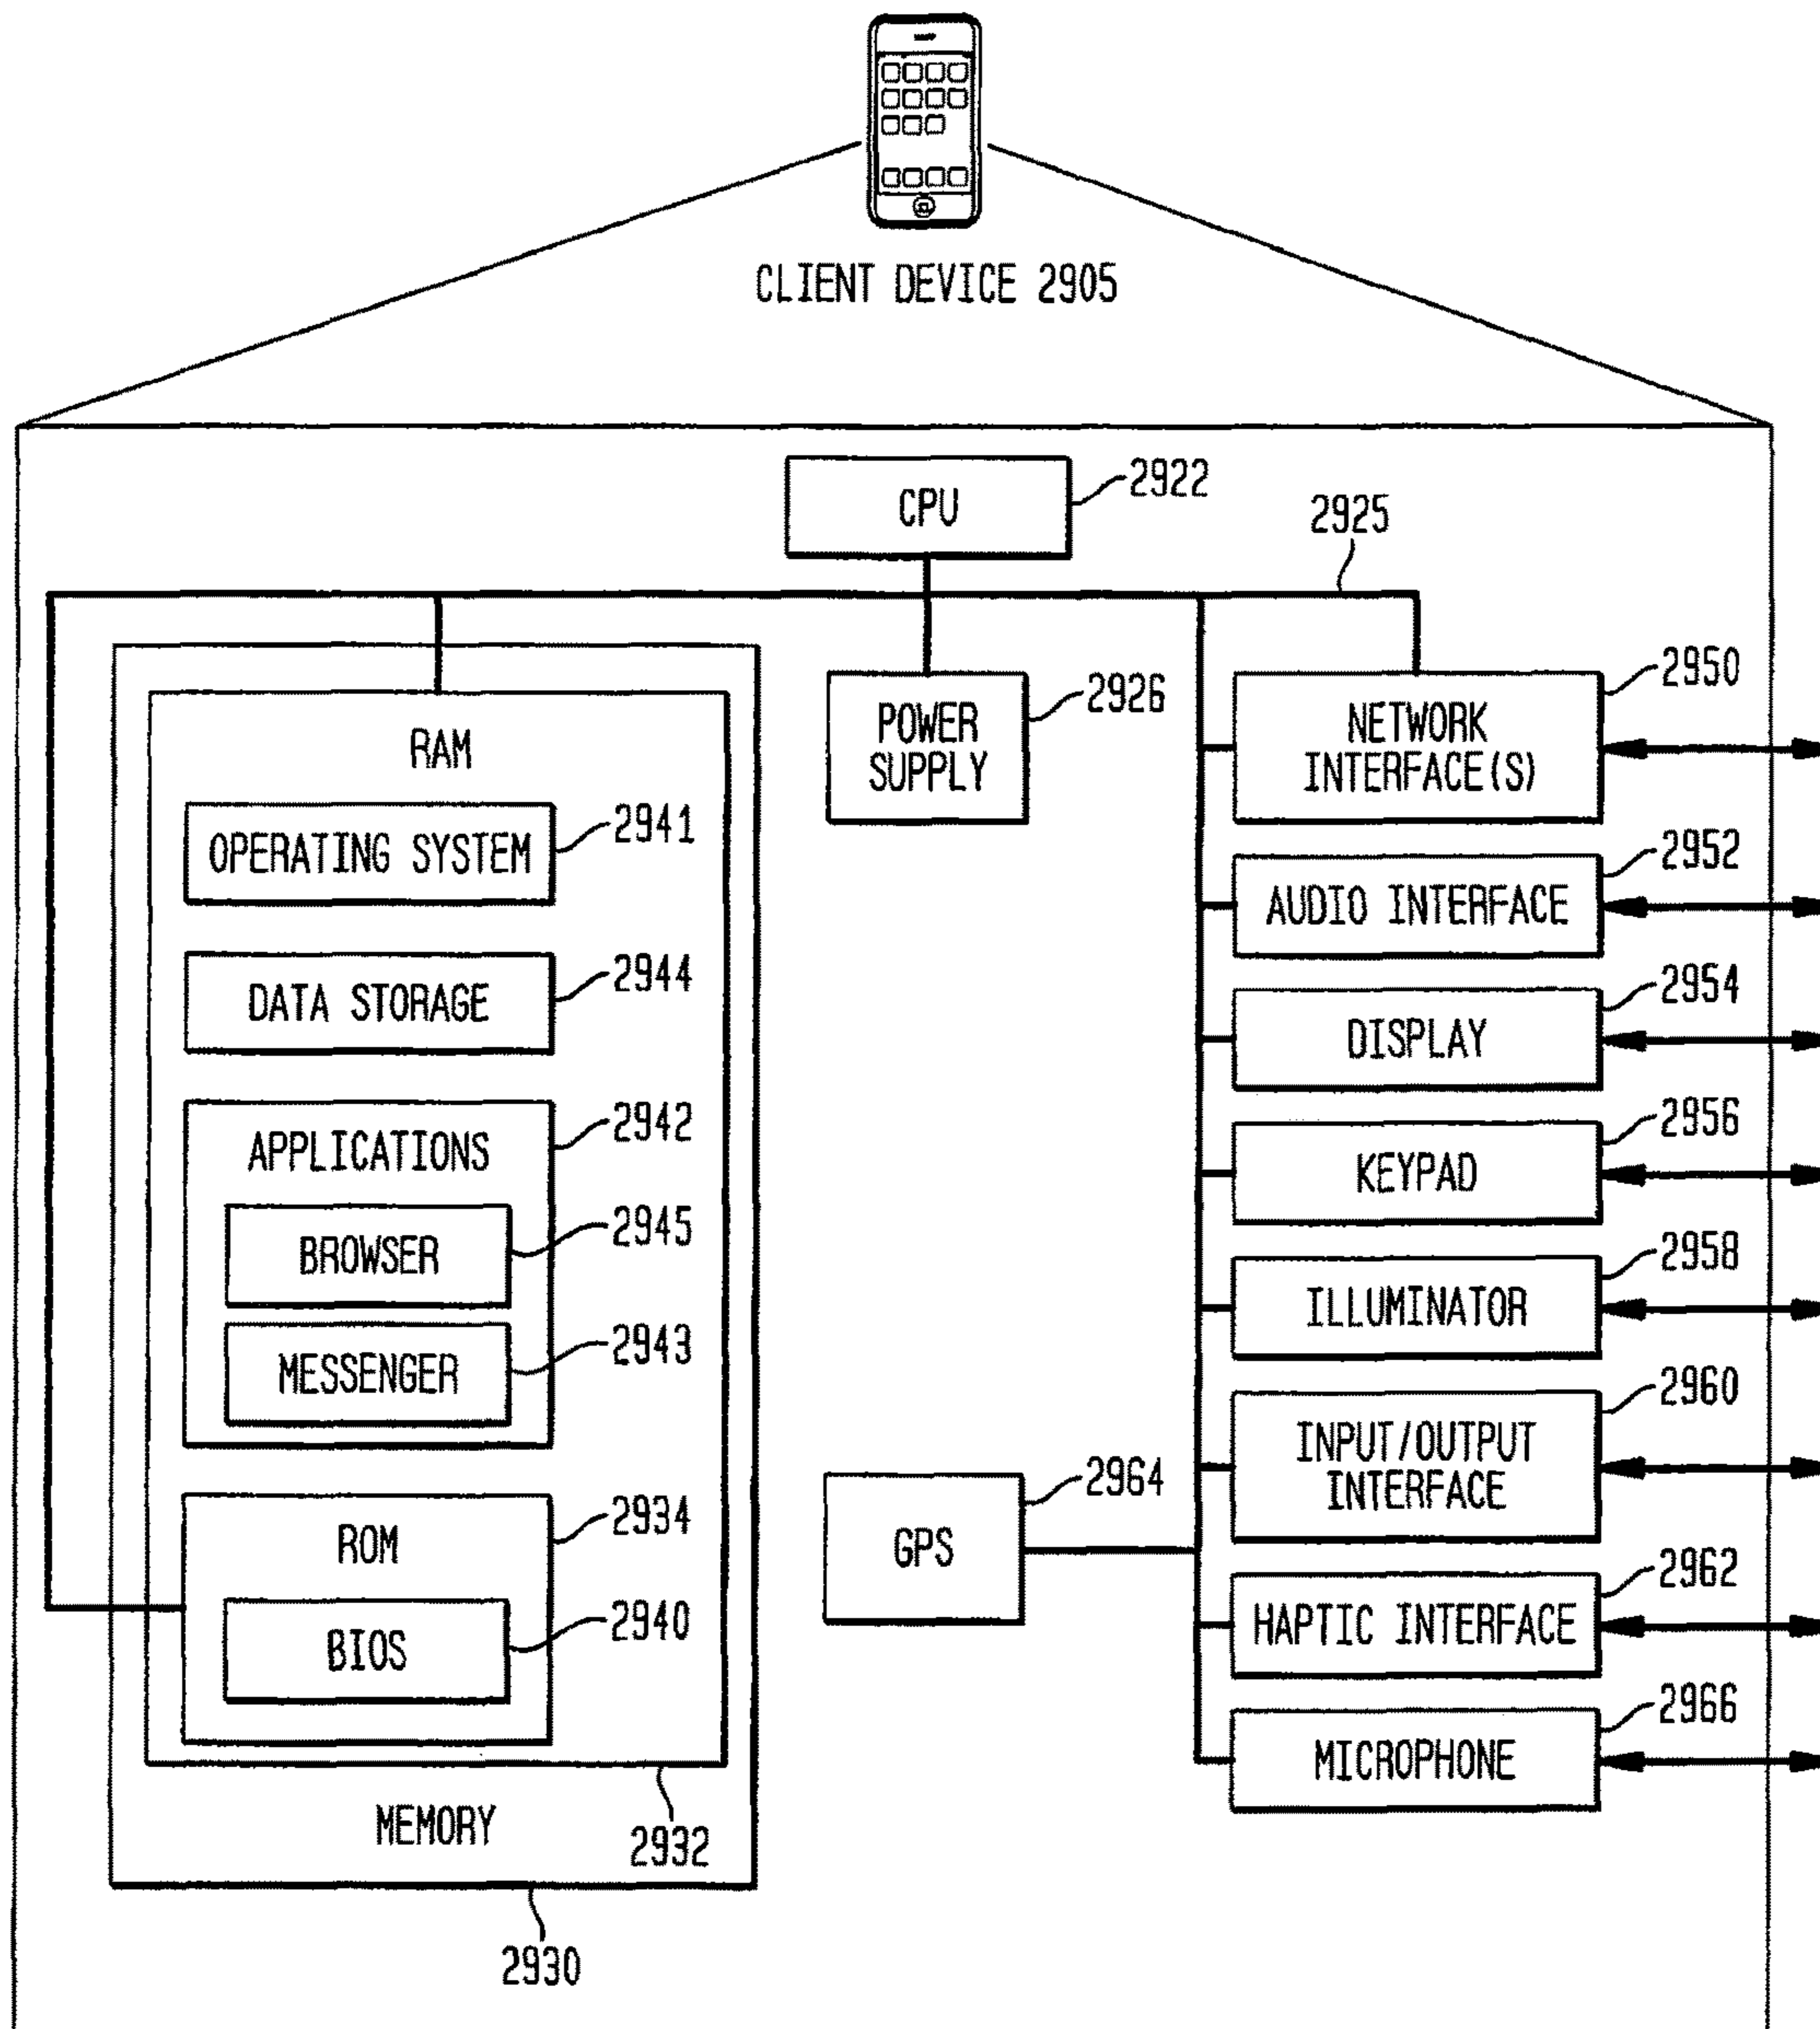 CLIENT DEVICE 2905
CPU
2922
2925
POWER
SUPPLY
2926
RAM
OPERATING SYSTEM
2941
DATA STORAGE
2944
APPLICATIONS
2942
BROWSER
2945
MESSENGER
2943
ROM
2934
BIOS
2940
MEMORY
2932
2930
GPS
2964
NETWORK
INTERFACE(S)
2950
AUDIO INTERFACE
2952
DISPLAY
2954
KEYPAD
2956
ILLUMINATOR
2958
INPUT/OUTPUT
INTERFACE
2960
HAPTIC INTERFACE
2962
MICROPHONE
2966